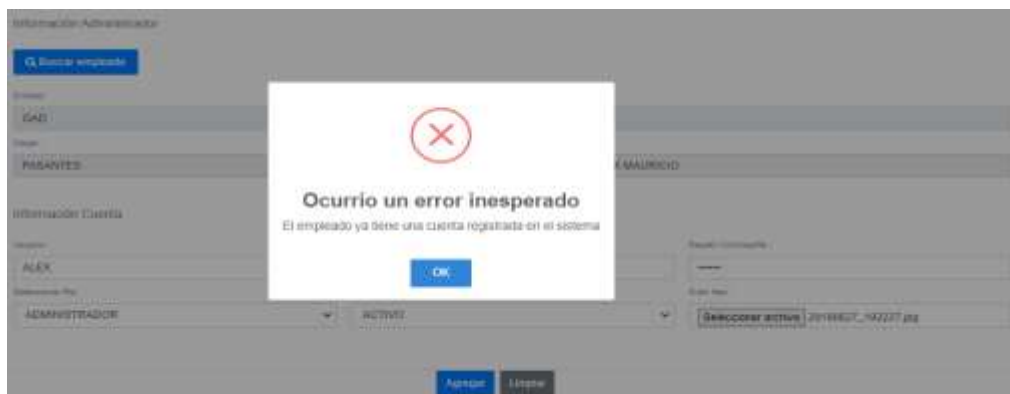 Información Administrador
Buscar empleado
GAD
PASANTES
MAURICIO
Ocurrio un error inesperado
El empleado ya tiene una cuenta registrada en el sistema
Información Cuenta
OK
ALEX
ADMINISTRADOR ACTIVO Seleccionar archivo
Agregar Limpiar